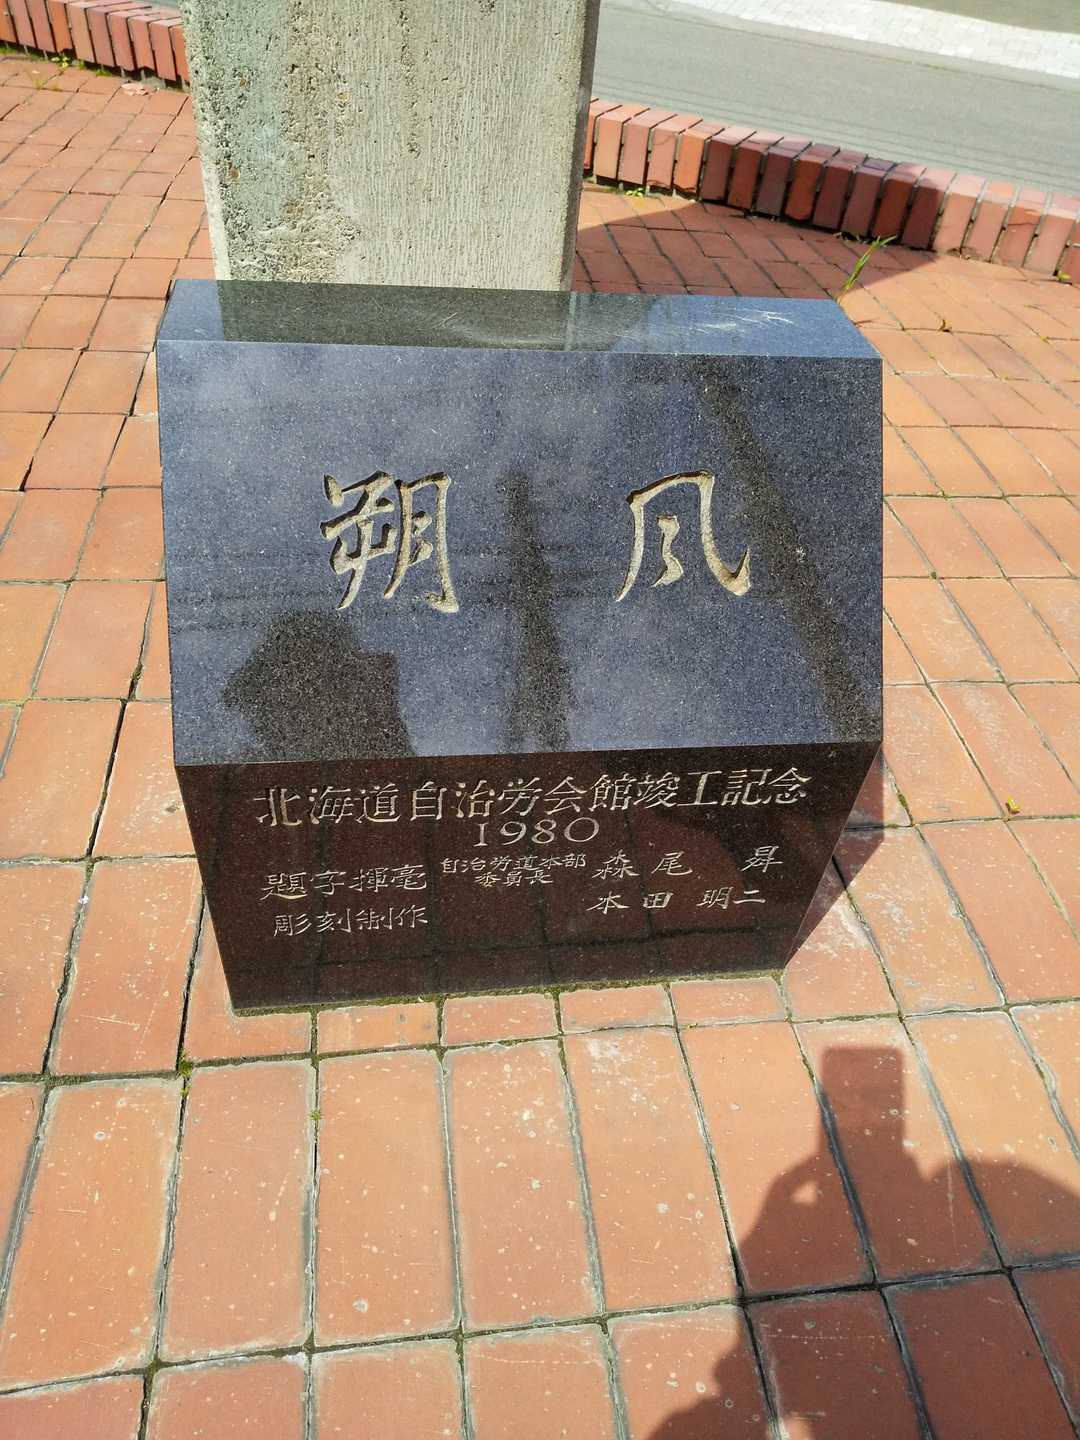 朔風
北海道自治労会館竣工記念
1980
題字揮毫 自治労道本部委員長 森尾 昇
彫刻制作 本田 明二